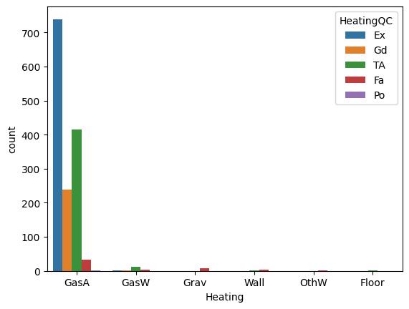 HeatingQC
Ex
Gd
TA
Fa
Po
700
600
500
400
300
200
100
0
count
GasA GasW Grav Wall OthW Floor
Heating